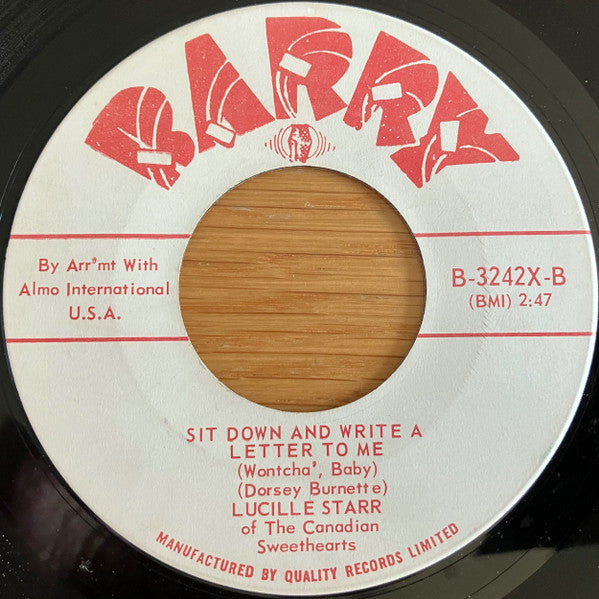 BARRY
By Arr'mt With
Almo International
U.S.A.
B-3242X-B
(BMI) 2:47
SIT DOWN AND WRITE A
LETTER TO ME
(Wontcha', Baby)
(Dorsey Burnette)
LUCILLE STARR
of The Canadian
Sweethearts
MANUFACTURED BY QUALITY RECORDS LIMITED